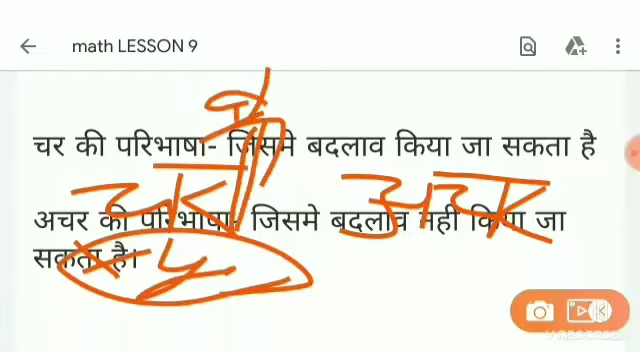 math LESSON 9
चर की परिभाषा- जिसमे बदलाव किया जा सकता है
चर
अचर
अचर की परिभाषा- जिसमे बदलाव नही किया जा
सकता है।
x y